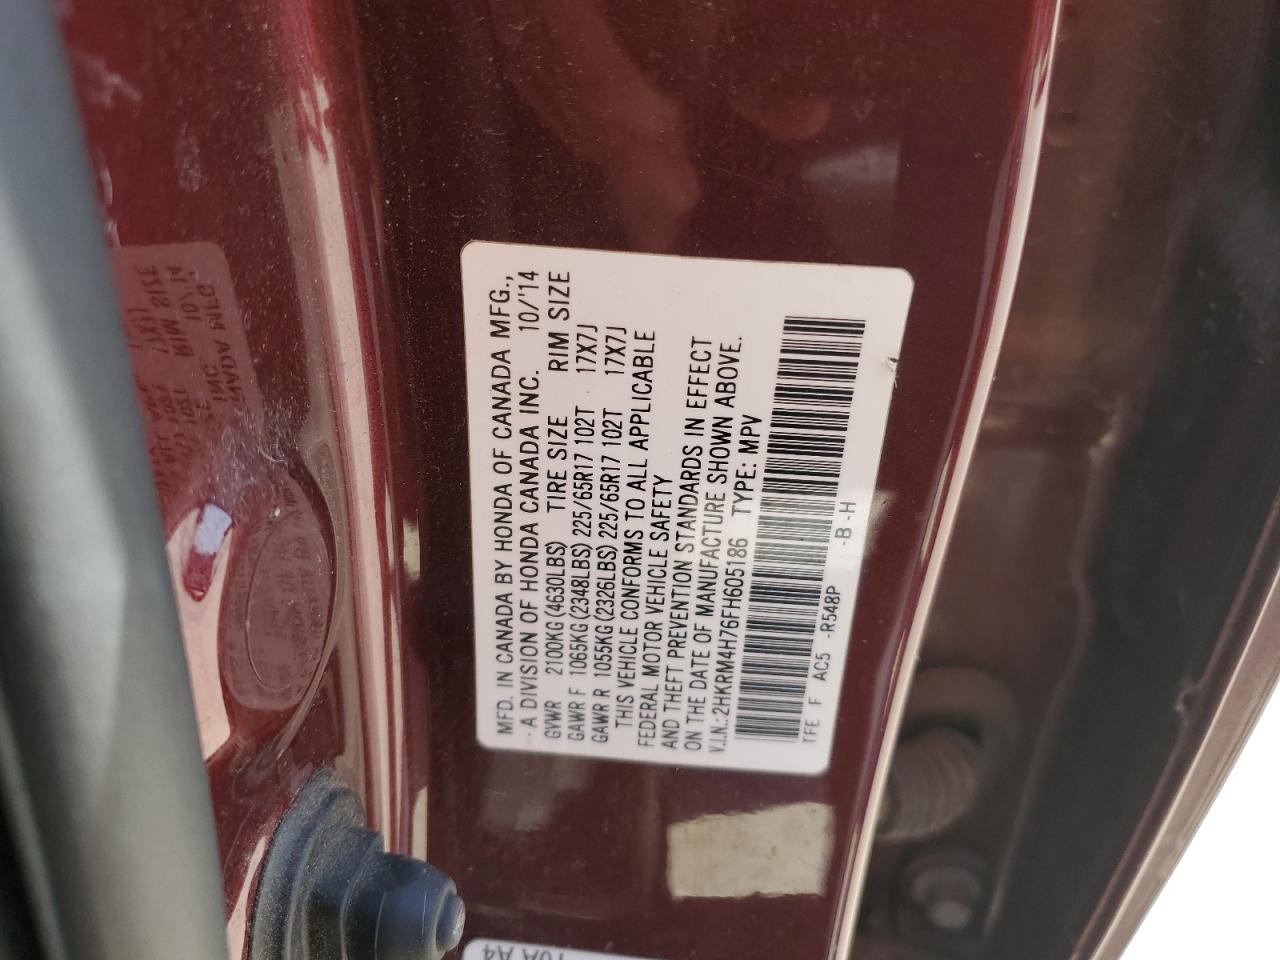 MFD. IN CANADA BY HONDA OF CANADA MFG.,
A DIVISION OF HONDA CANADA INC. 10/'14
GVWR 2100KG (4630LBS) TIRE SIZE RIM SIZE
GAWR F 1065KG (2348LBS) 225/65R17 102T 17X7J
GAWR R 1055KG (2326LBS) 225/65R17 102T 17X7J
THIS VEHICLE CONFORMS TO ALL APPLICABLE
FEDERAL MOTOR VEHICLE SAFETY
AND THEFT PREVENTION STANDARDS IN EFFECT
ON THE DATE OF MANUFACTURE SHOWN ABOVE.
V.I.N.: 2HKRM4H76FH605186 TYPE: MPV
TFE F AC5 -R548P -B -H